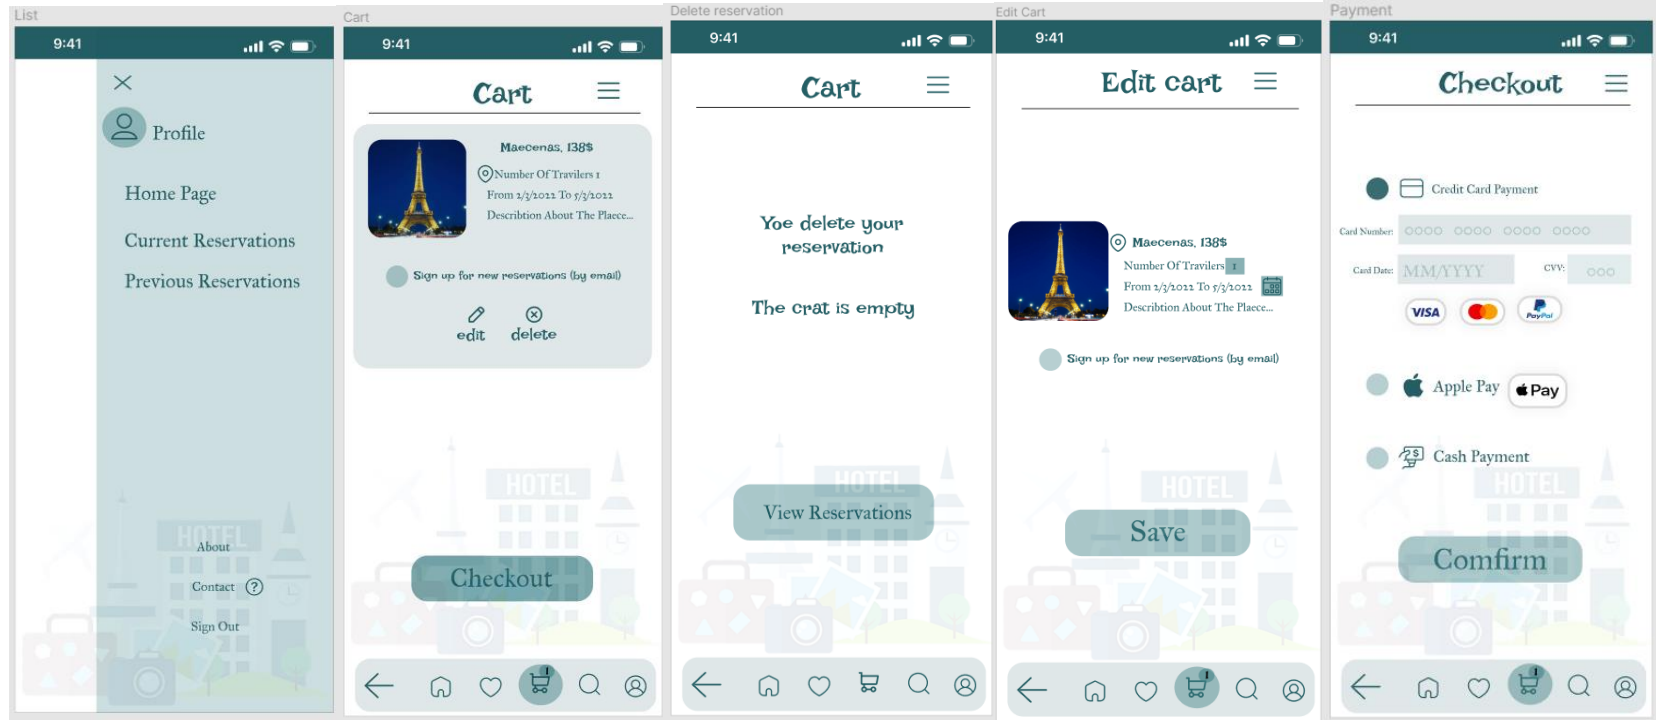 List
9:41
Profile
Home Page
Current Reservations
Previous Reservations
HOTEL
About
Contact ?
Sign Out
Cart
9:41
Cart
Maecenas, 138$
Number Of Travilers 1
From 2/3/2022 To 5/3/2022
Describtion About The Plaece...
Sign up for new reservations (by email)
edit delete
HOTEL
Checkout
1
Delete reservation
9:41
Cart
Yoe delete your
reservation
The crat is empty
HOTEL
View Reservations
Edit Cart
9:41
Edit cart
Maecenas, 138$
Number Of Travilers 1
From 2/3/2022 To 5/3/2022
Describtion About The Plaece...
Sign up for new reservations (by email)
HOTEL
Save
1
Payment
9:41
Checkout
Credit Card Payment
Card Number: 0000 0000 0000 0000
Card Date: MM/YYYY CVV: 000
VISA PayPal
Apple Pay Pay
Cash Payment
HOTEL
Comfirm
1